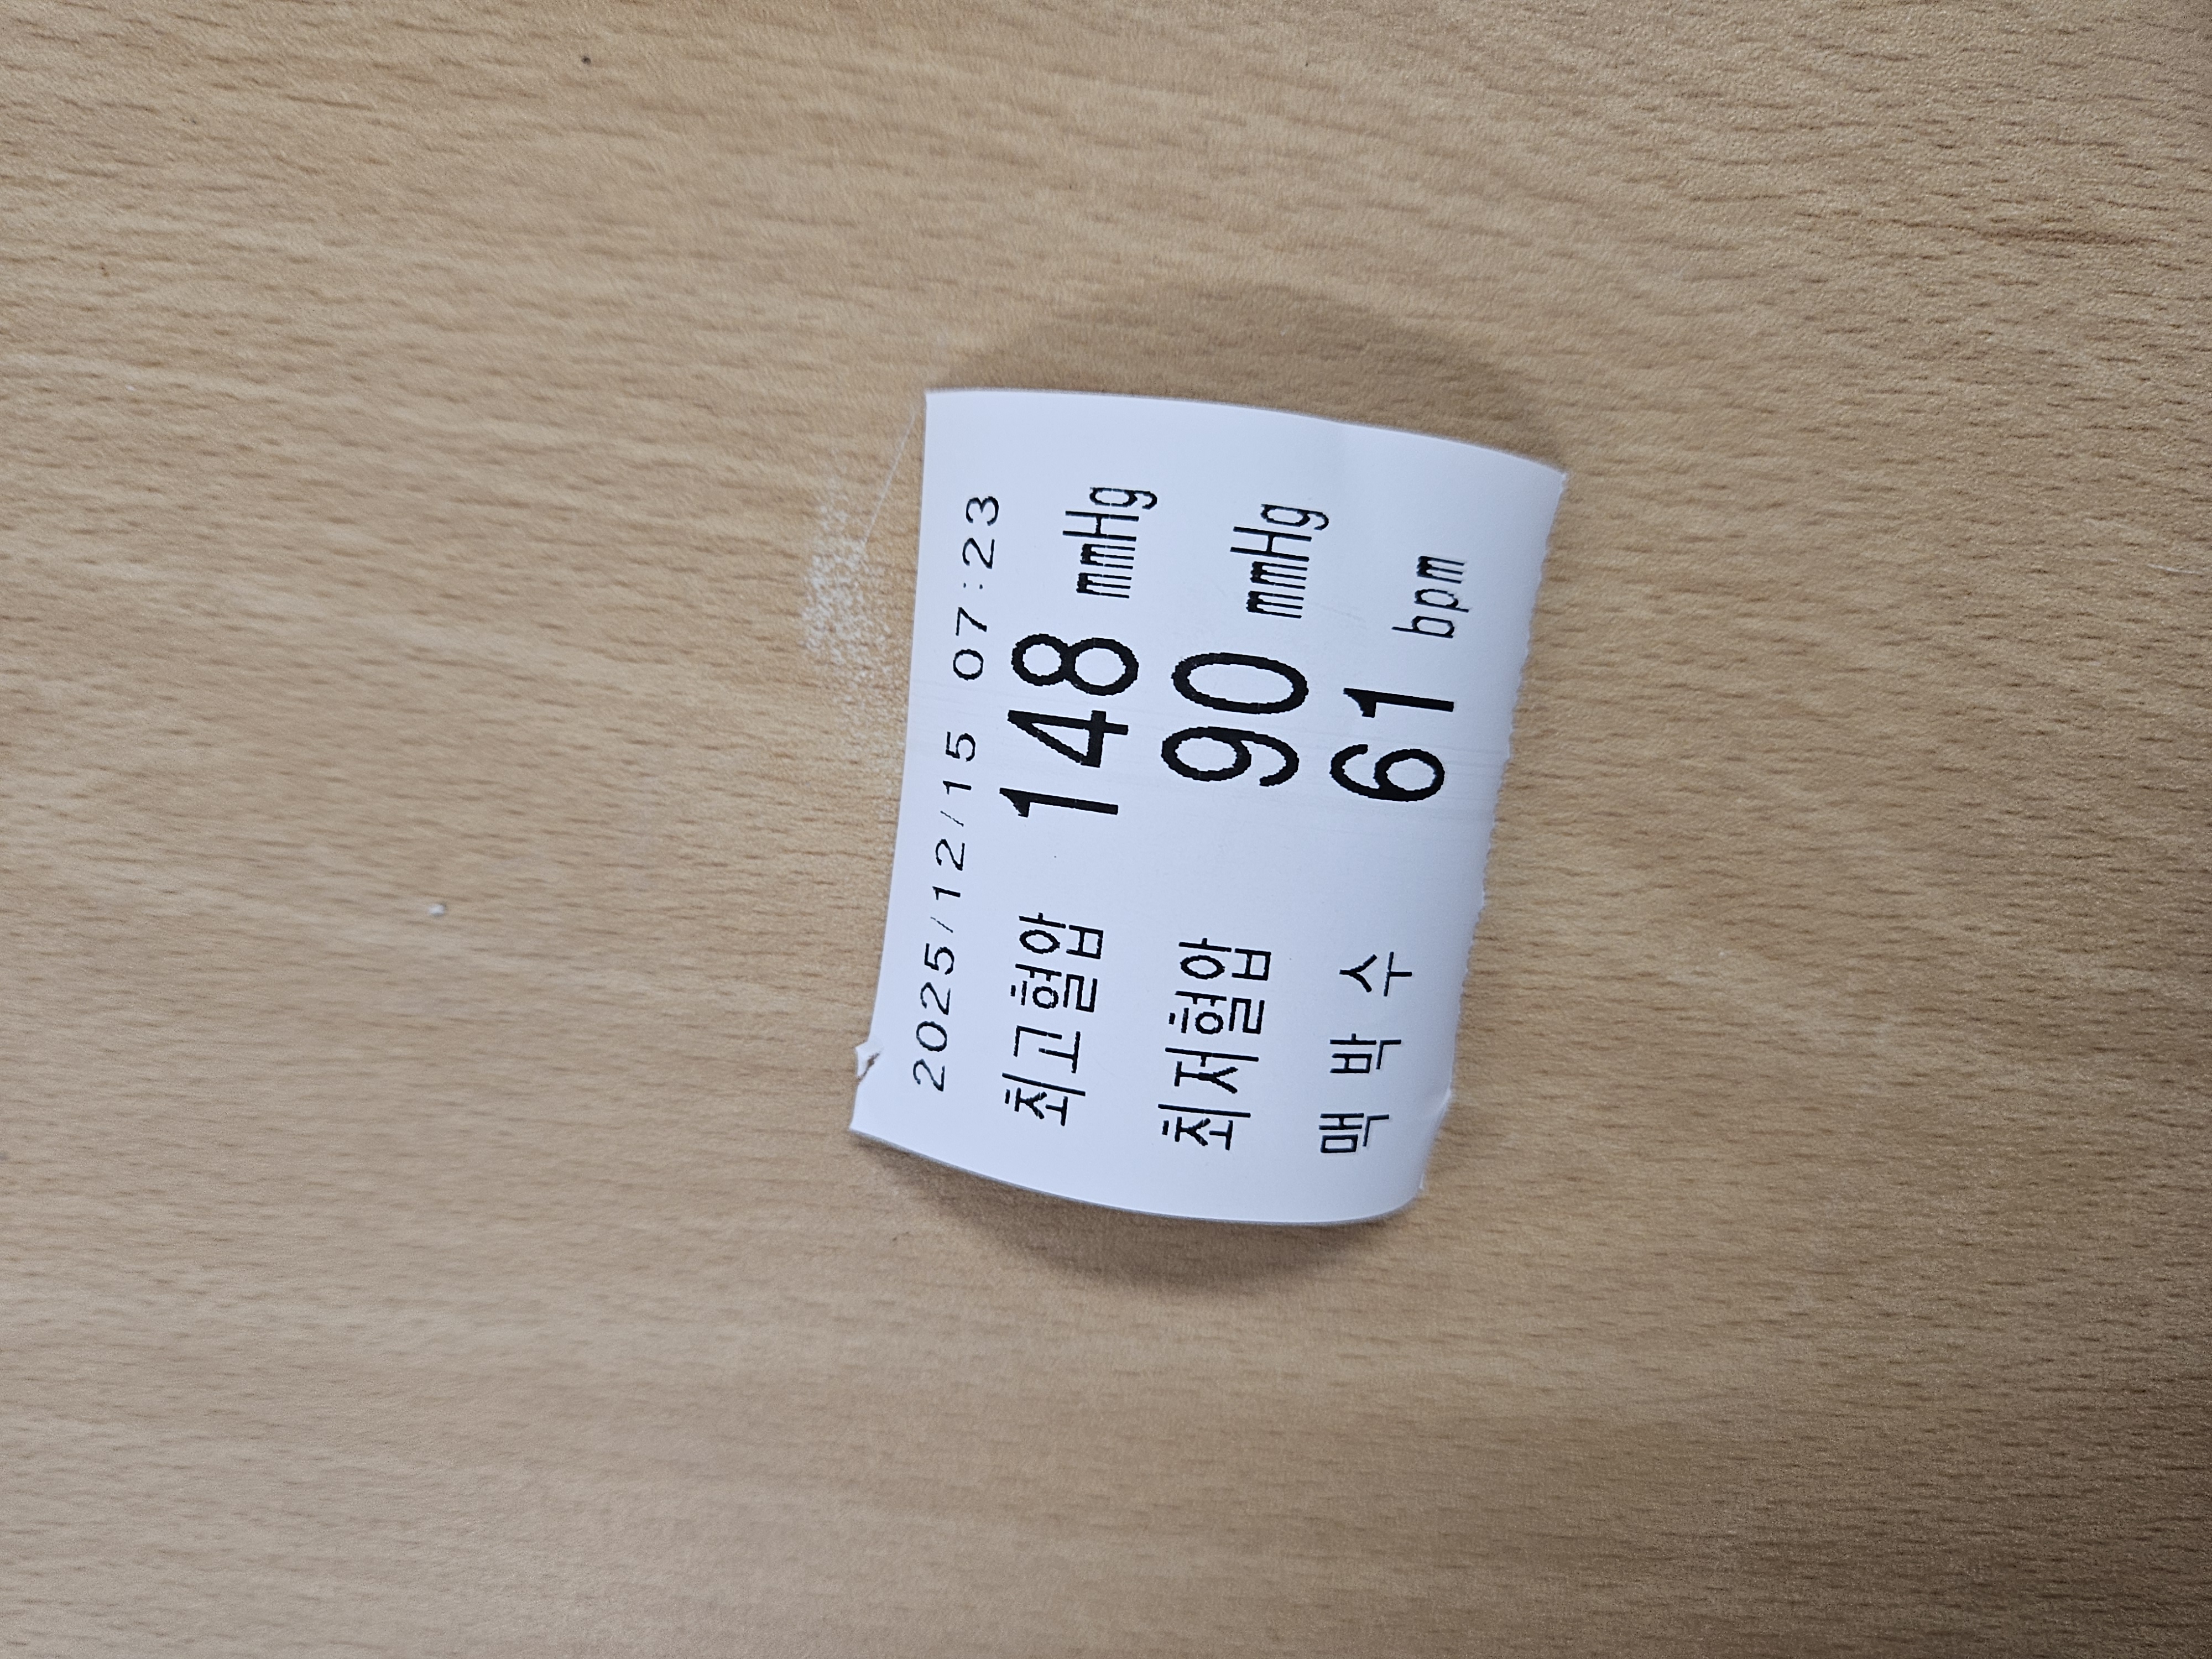 2025/12/15 07:23
최고혈압 148 mmHg
최저혈압 90 mmHg
맥 박 수 61 bpm